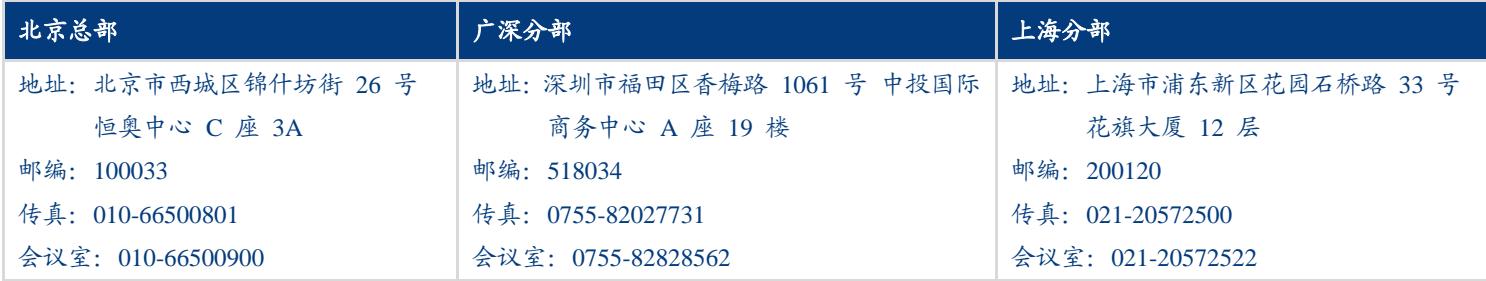 北京总部
地址：北京市西城区锦什坊街 26 号
恒奥中心 C 座 3A
邮编：100033
传真：010-66500801
会议室：010-66500900
广深分部
地址：深圳市福田区香梅路 1061 号 中投国际
商务中心 A 座 19 楼
邮编：518034
传真：0755-82027731
会议室：0755-82828562
上海分部
地址：上海市浦东新区花园石桥路 33 号
花旗大厦 12 层
邮编：200120
传真：021-20572500
会议室：021-20572522